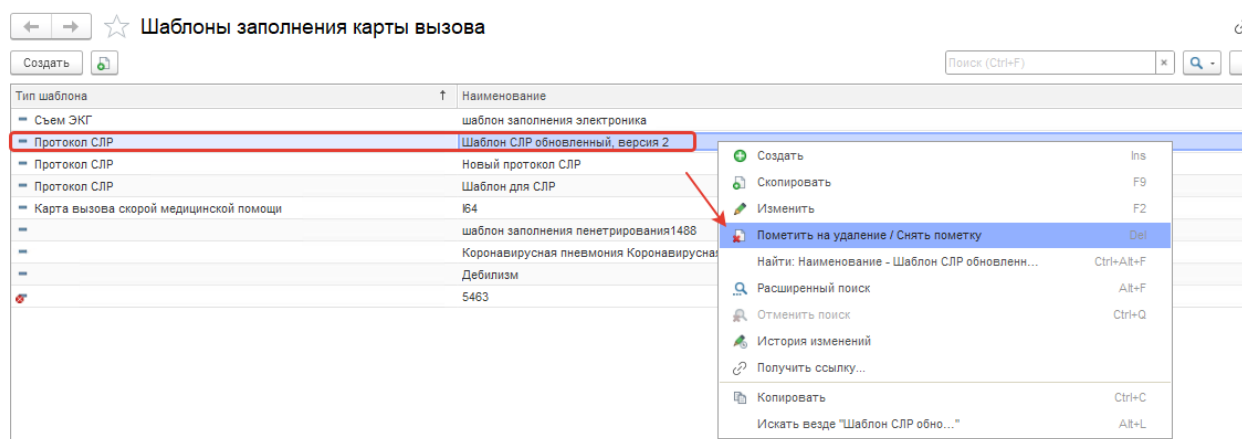 Шаблоны заполнения карты вызова
Создать Поиск (Ctrl+F)
Тип шаблона Наименование
Съем ЭКГ шаблон заполнения электроника
Протокол СЛР Шаблон СЛР обновленный, версия 2
Протокол СЛР Новый протокол СЛР
Протокол СЛР Шаблон для СЛР
Карта вызова скорой медицинской помощи I64
шаблон заполнения пенетрирования1488
Коронавирусная пневмония Коронавирусная
Дебилизм
5463
Создать Ins
Скопировать F9
Изменить F2
Пометить на удаление / Снять пометку Del
Найти: Наименование - Шаблон СЛР обновленн... Ctrl+Alt+F
Расширенный поиск Alt+F
Отменить поиск Ctrl+Q
История изменений
Получить ссылку...
Копировать Ctrl+C
Искать везде "Шаблон СЛР обно..." Alt+L